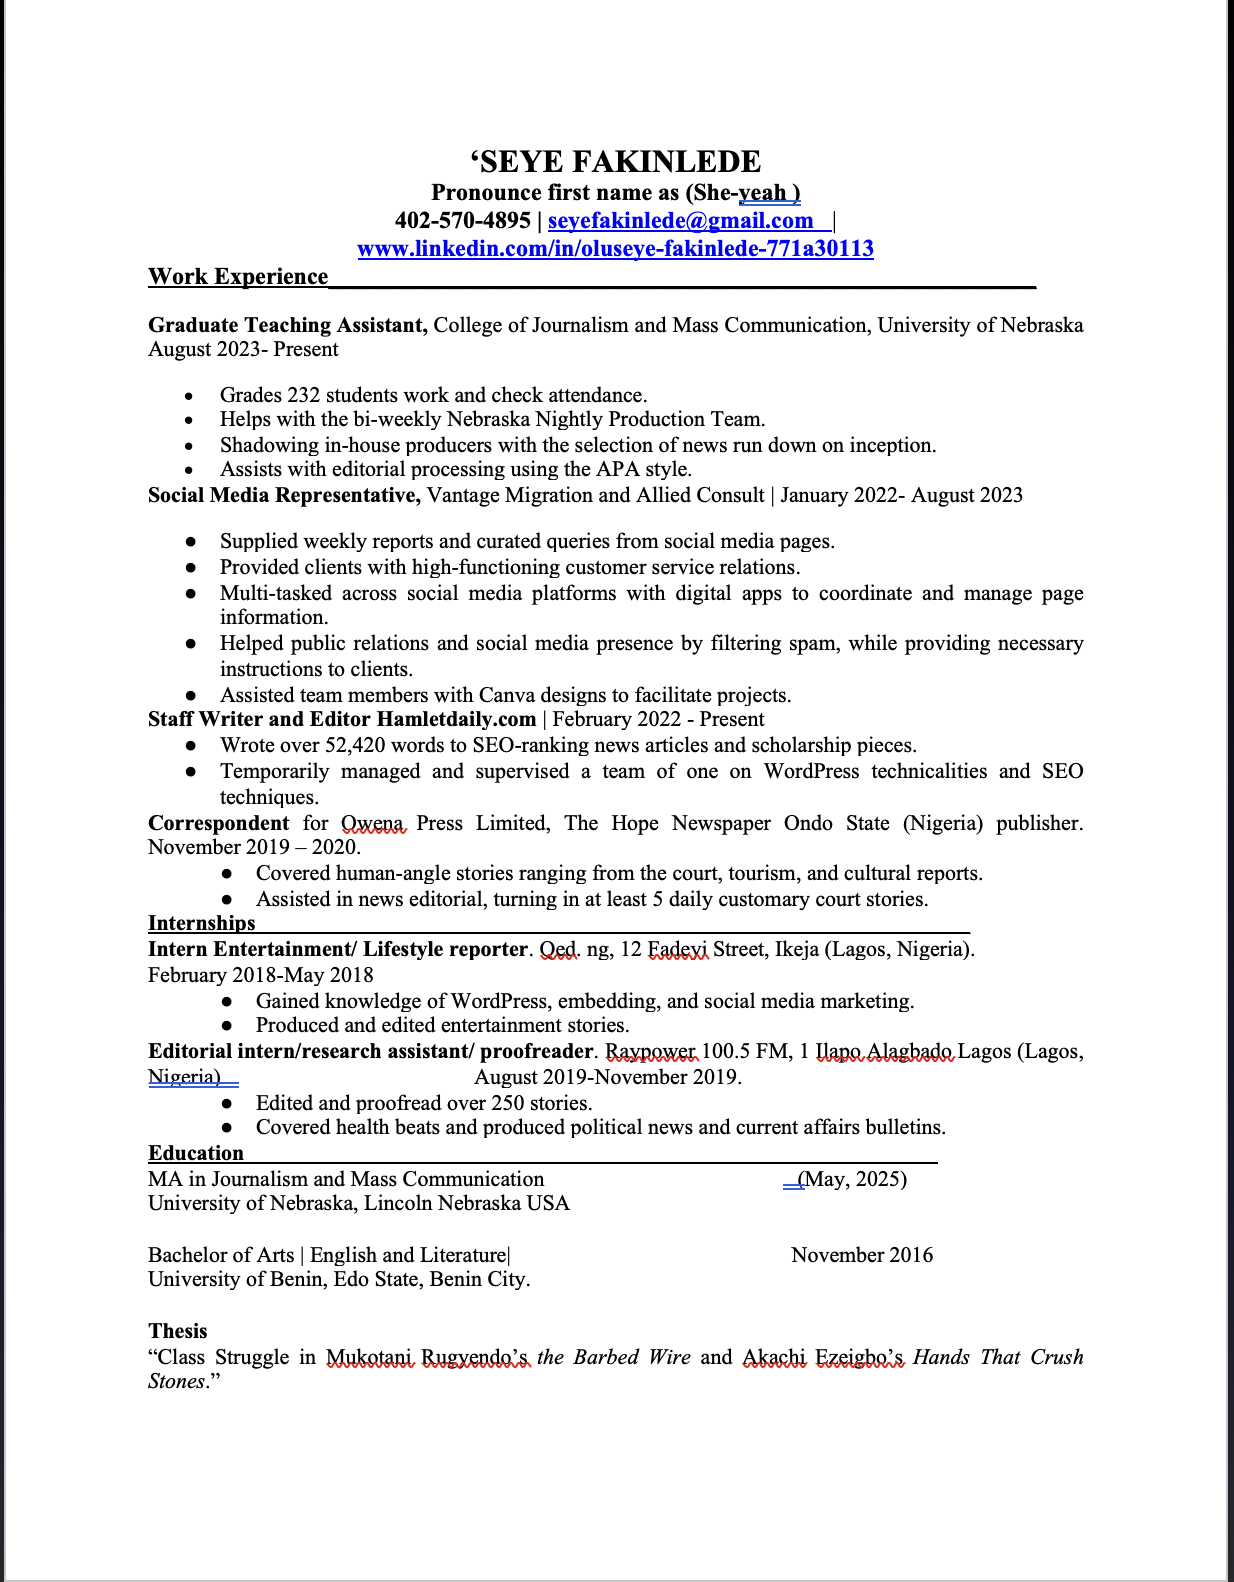 ‘SEYE FAKINLEDE
Pronounce first name as (She-yeah )
402-570-4895 | seyefakinlede@gmail.com |
www.linkedin.com/in/oluseye-fakinlede-771a30113
Work Experience
Graduate Teaching Assistant, College of Journalism and Mass Communication, University of Nebraska
August 2023- Present
• Grades 232 students work and check attendance.
• Helps with the bi-weekly Nebraska Nightly Production Team.
• Shadowing in-house producers with the selection of news run down on inception.
• Assists with editorial processing using the APA style.
Social Media Representative, Vantage Migration and Allied Consult | January 2022- August 2023
● Supplied weekly reports and curated queries from social media pages.
● Provided clients with high-functioning customer service relations.
● Multi-tasked across social media platforms with digital apps to coordinate and manage page
information.
● Helped public relations and social media presence by filtering spam, while providing necessary
instructions to clients.
● Assisted team members with Canva designs to facilitate projects.
Staff Writer and Editor Hamletdaily.com | February 2022 - Present
● Wrote over 52,420 words to SEO-ranking news articles and scholarship pieces.
● Temporarily managed and supervised a team of one on WordPress technicalities and SEO
techniques.
Correspondent for Owena Press Limited, The Hope Newspaper Ondo State (Nigeria) publisher.
November 2019 – 2020.
● Covered human-angle stories ranging from the court, tourism, and cultural reports.
● Assisted in news editorial, turning in at least 5 daily customary court stories.
Internships
Intern Entertainment/ Lifestyle reporter. Qed. ng, 12 Fadeyi Street, Ikeja (Lagos, Nigeria).
February 2018-May 2018
● Gained knowledge of WordPress, embedding, and social media marketing.
● Produced and edited entertainment stories.
Editorial intern/research assistant/ proofreader. Raypower 100.5 FM, 1 Ilapo Alagbado Lagos (Lagos,
Nigeria) August 2019-November 2019.
● Edited and proofread over 250 stories.
● Covered health beats and produced political news and current affairs bulletins.
Education
MA in Journalism and Mass Communication (May, 2025)
University of Nebraska, Lincoln Nebraska USA
Bachelor of Arts | English and Literature| November 2016
University of Benin, Edo State, Benin City.
Thesis
“Class Struggle in Mukotani Rugyendo’s the Barbed Wire and Akachi Ezeigbo’s Hands That Crush
Stones.”